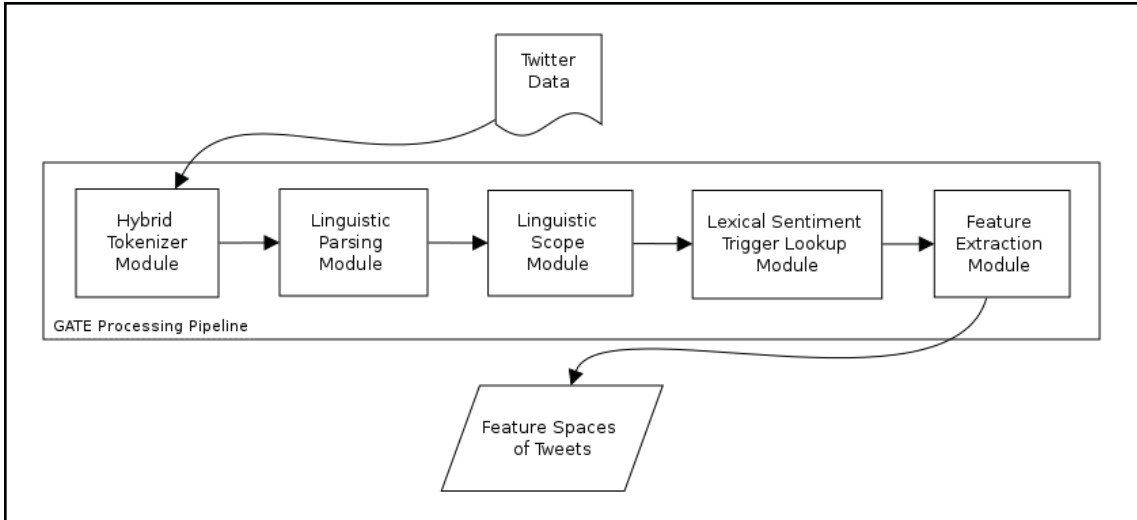 Twitter
Data
Hybrid
Tokenizer
Module
Linguistic
Parsing
Module
Linguistic
Scope
Module
Lexical Sentiment
Trigger Lookup
Module
Feature
Extraction
Module
GATE Processing Pipeline
Feature Spaces
of Tweets